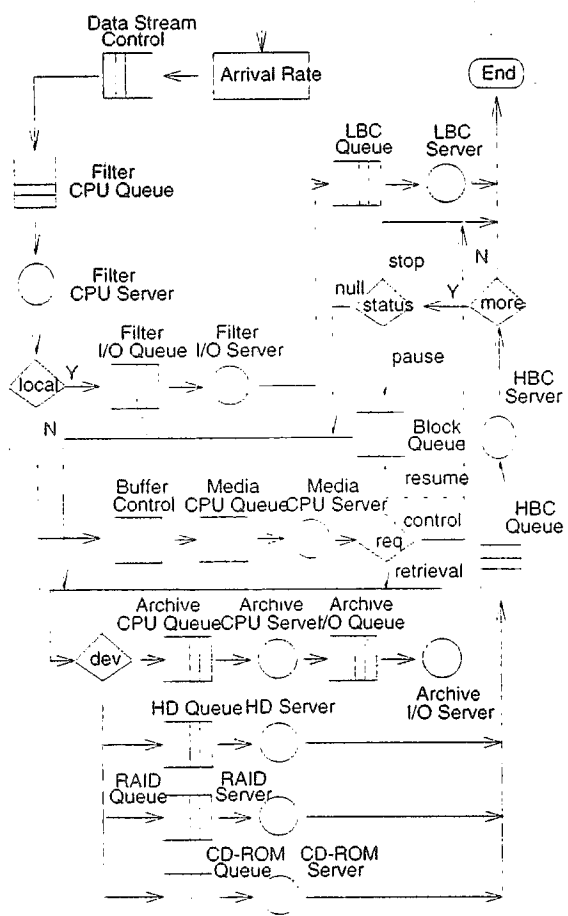 Data Stream
Control
Arrival Rate
End
LBC
Queue
LBC
Server
Filter
CPU Queue
N
stop
Filter
CPU Server
null
status
Y
more
Filter
I/O Queue
Filter
I/O Server
local
Y
pause
HBC
Server
N
Block
Queue
resume
Buffer
Control
Media
CPU Queue
Media
CPU Server
HBC
Queue
control
req
retrieval
Archive
CPU Queue
Archive
CPU Server
Archive
I/O Queue
dev
Archive
I/O Server
HD Queue
HD Server
RAID
Queue
RAID
Server
CD-ROM
Queue
CD-ROM
Server